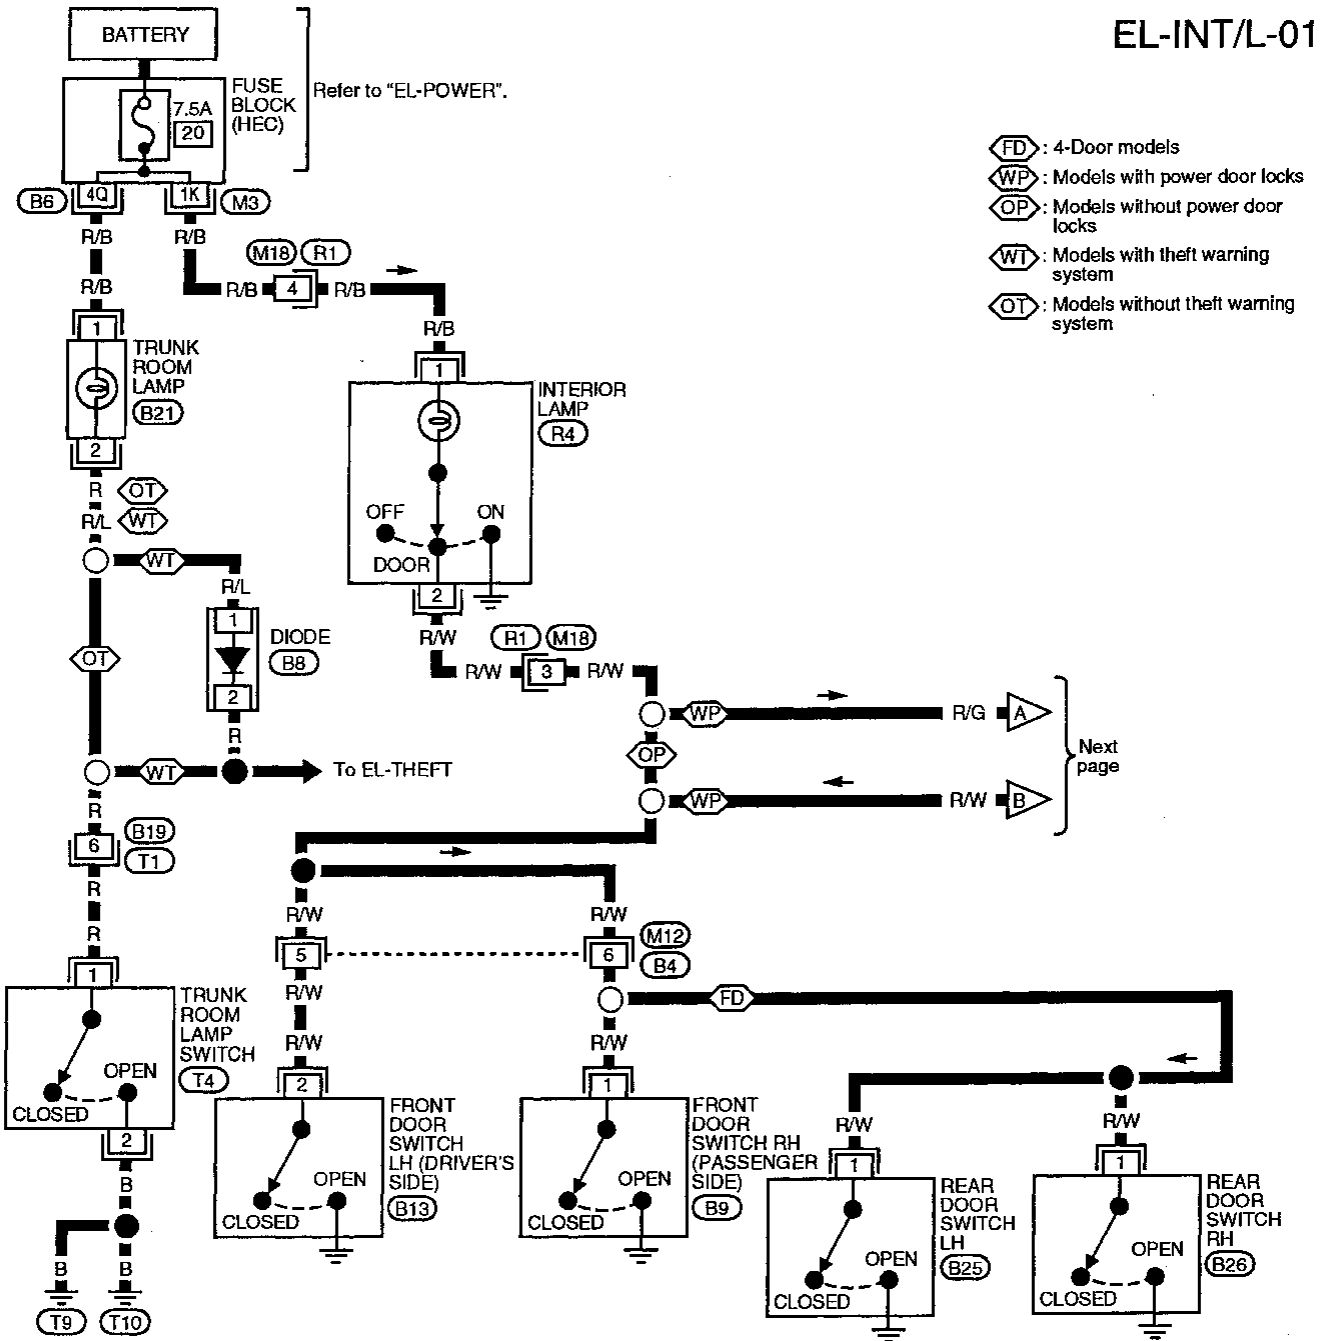 EL-INT/L-01
BATTERY
FUSE
BLOCK
(HEC)
7.5A
20
Refer to "EL-POWER".
FD : 4-Door models
WP : Models with power door locks
OP : Models without power door
locks
WT : Models with theft warning
system
OT : Models without theft warning
system
B6 4Q 1K M3
R/B R/B
M18 R1
R/B 4 R/B
R/B
R/B
1
TRUNK
ROOM
LAMP
B21
2
1
INTERIOR
LAMP
R4
OFF ON
DOOR
2
R OT
R/L WT
WT
R/L
1
DIODE
B8
2
R
OT
WT
To EL-THEFT
R/W
R1 M18
R/W 3 R/W
WP R/G A
OP
WP R/W B
Next
page
R
6
B19
T1
R
R
1
TRUNK
ROOM
LAMP
SWITCH
T4
OPEN
CLOSED
2
B
B B
T9 T10
R/W R/W
5 6
M12
B4
R/W
FD
R/W R/W
2
FRONT
DOOR
SWITCH
LH (DRIVER'S
SIDE)
B13
OPEN
CLOSED
1
FRONT
DOOR
SWITCH RH
(PASSENGER
SIDE)
B9
OPEN
CLOSED
R/W R/W
1
REAR
DOOR
SWITCH
LH
B25
OPEN
CLOSED
1
REAR
DOOR
SWITCH
RH
B26
OPEN
CLOSED